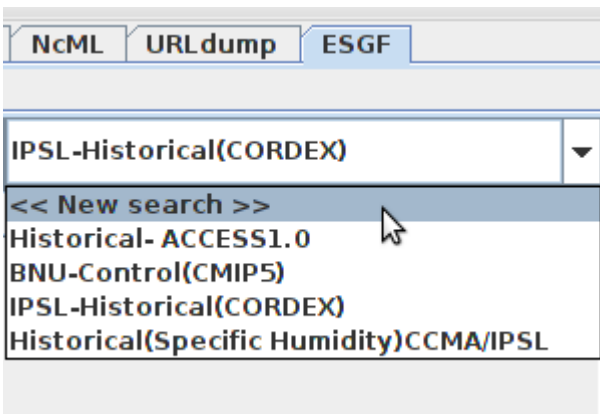 NcML URLdump ESGF
IPSL-Historical(CORDEX)
<< New search >>
Historical- ACCESS1.0
BNU-Control(CMIP5)
IPSL-Historical(CORDEX)
Historical(Specific Humidity)CCMA/IPSL